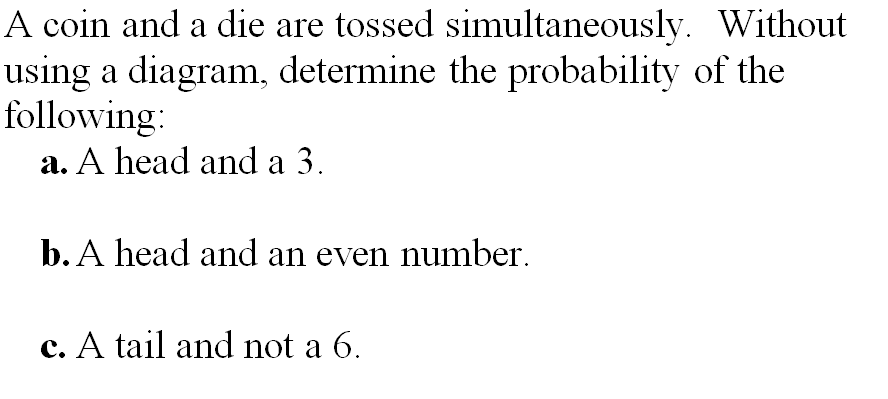 A coin and a die are tossed simultaneously. Without
using a diagram, determine the probability of the
following:
a. A head and a 3.
b. A head and an even number.
c. A tail and not a 6.